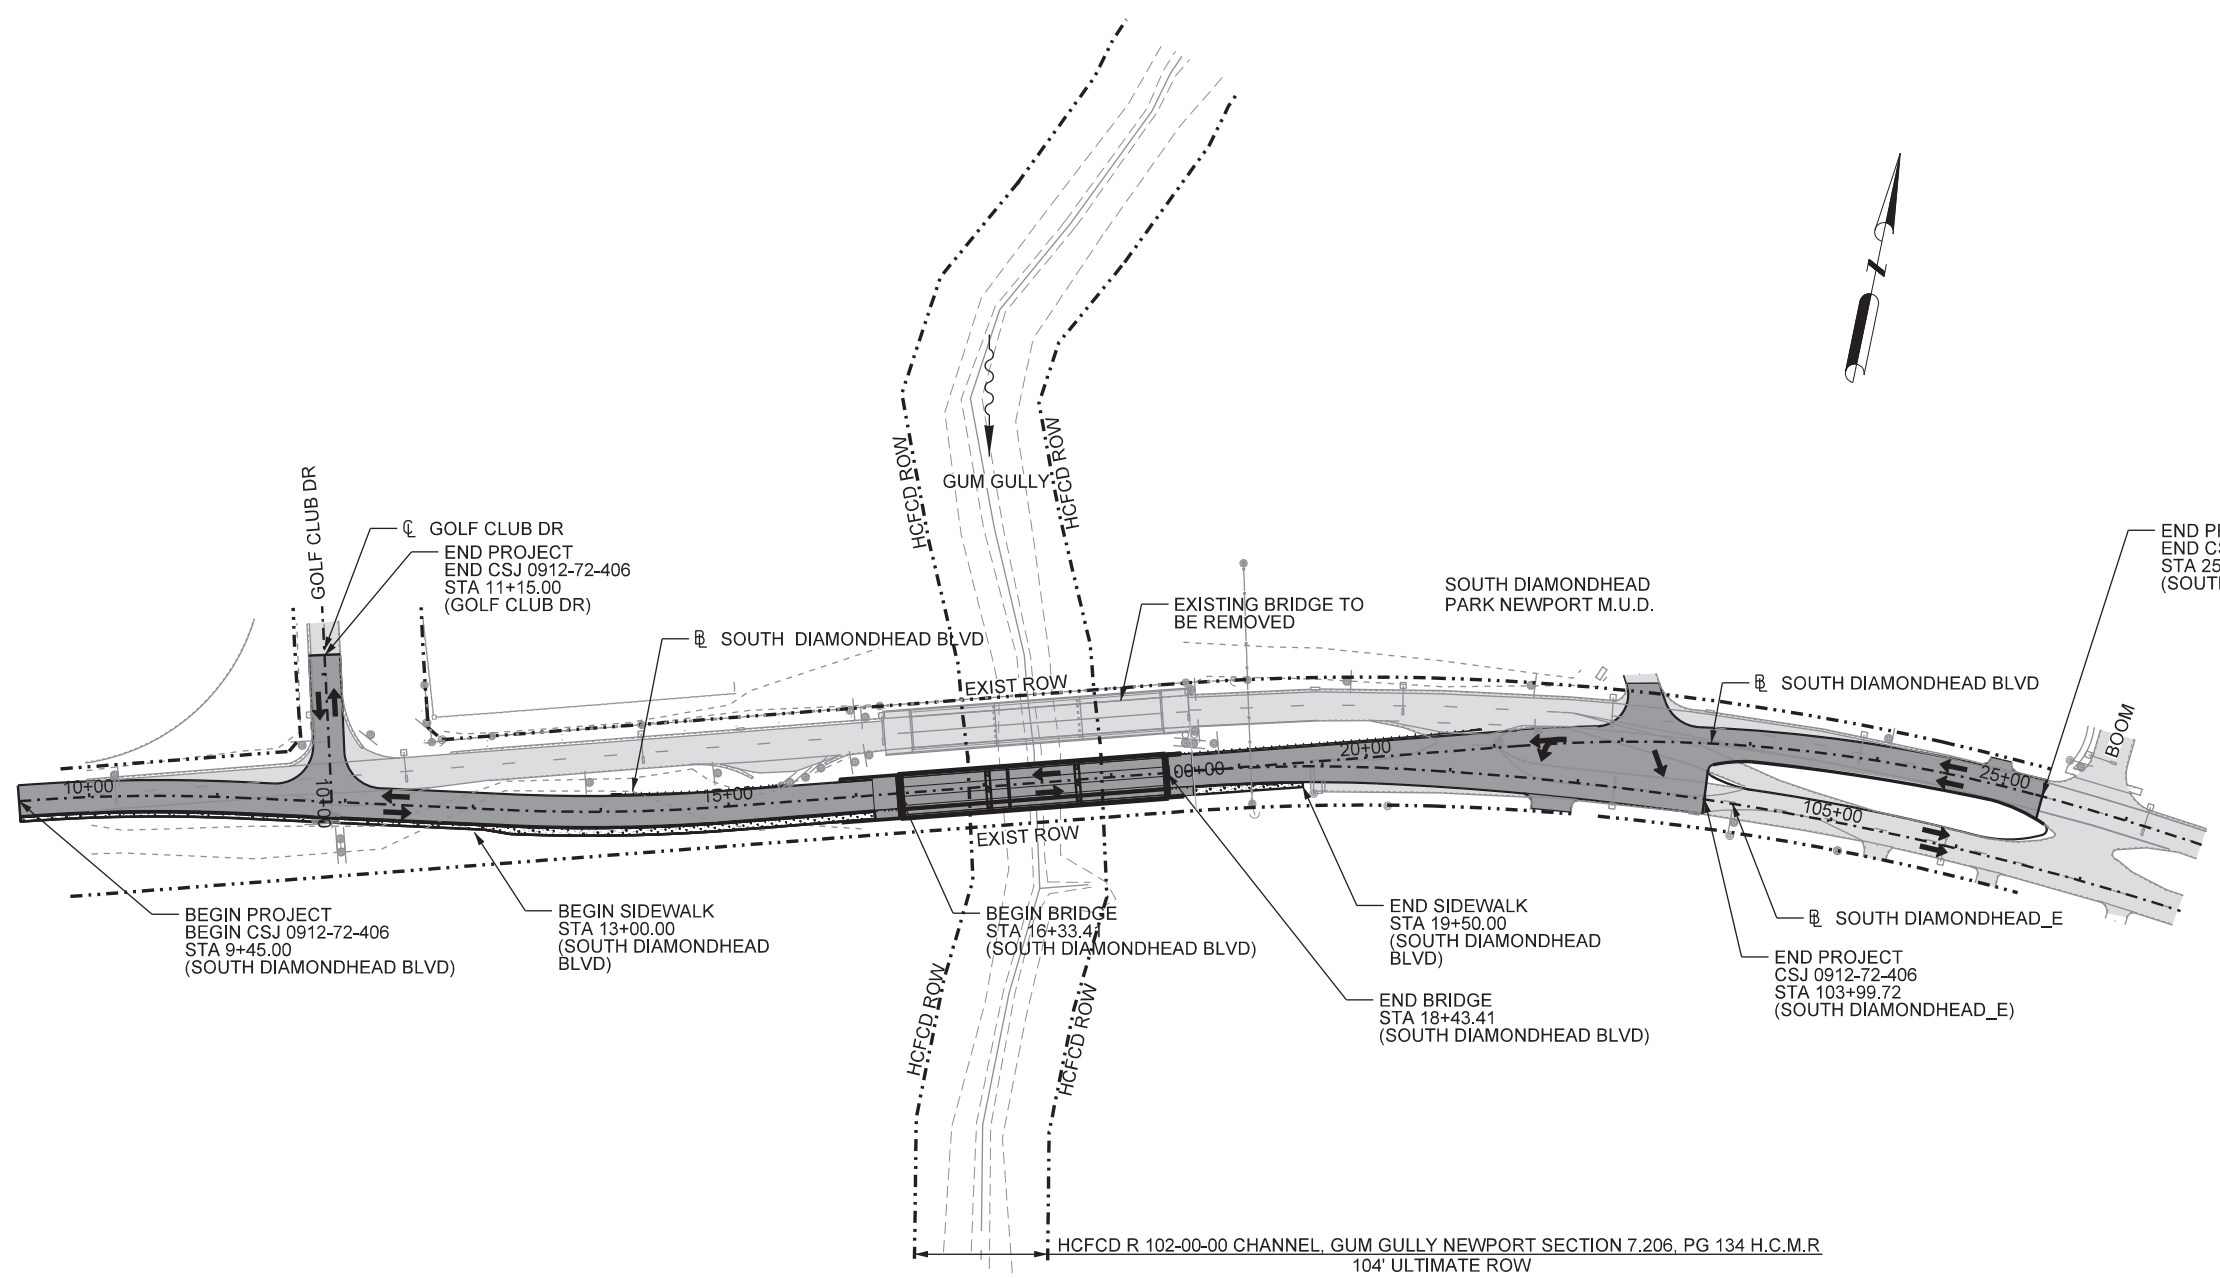 GOLF CLUB DR
℄ GOLF CLUB DR
END PROJECT
END CSJ 0912-72-406
STA 11+15.00
(GOLF CLUB DR)
HCFCD ROW
HCFCD ROW
GUM GULLY
N
END
STA 25
BOOM
SOUTH DIAMONDHEAD
PARK NEWPORT M.U.D.
EXISTING BRIDGE TO
BE REMOVED
SOUTH DIAMONDHEAD BLVD
EXIST ROW
SOUTH DIAMONDHEAD BLVD
10+00
10+00
15+00
00+00
20+00
25+00
105+00
EXIST ROW
BEGIN PROJECT
BEGIN CSJ 0912-72-406
STA 9+45.00
(SOUTH DIAMONDHEAD BLVD)
BEGIN SIDEWALK
STA 13+00.00
(SOUTH DIAMONDHEAD
BLVD)
BEGIN BRIDGE
STA 16+33.41
(SOUTH DIAMONDHEAD BLVD)
END SIDEWALK
STA 19+50.00
(SOUTH DIAMONDHEAD
BLVD)
SOUTH DIAMONDHEAD_E
END PROJECT
CSJ 0912-72-406
STA 103+99.72
(SOUTH DIAMONDHEAD_E)
END BRIDGE
STA 18+43.41
(SOUTH DIAMONDHEAD BLVD)
HCFCD ROW
HCFCD ROW
HCFCD R 102-00-00 CHANNEL, GUM GULLY NEWPORT SECTION 7.206, PG 134 H.C.M.R
104' ULTIMATE ROW